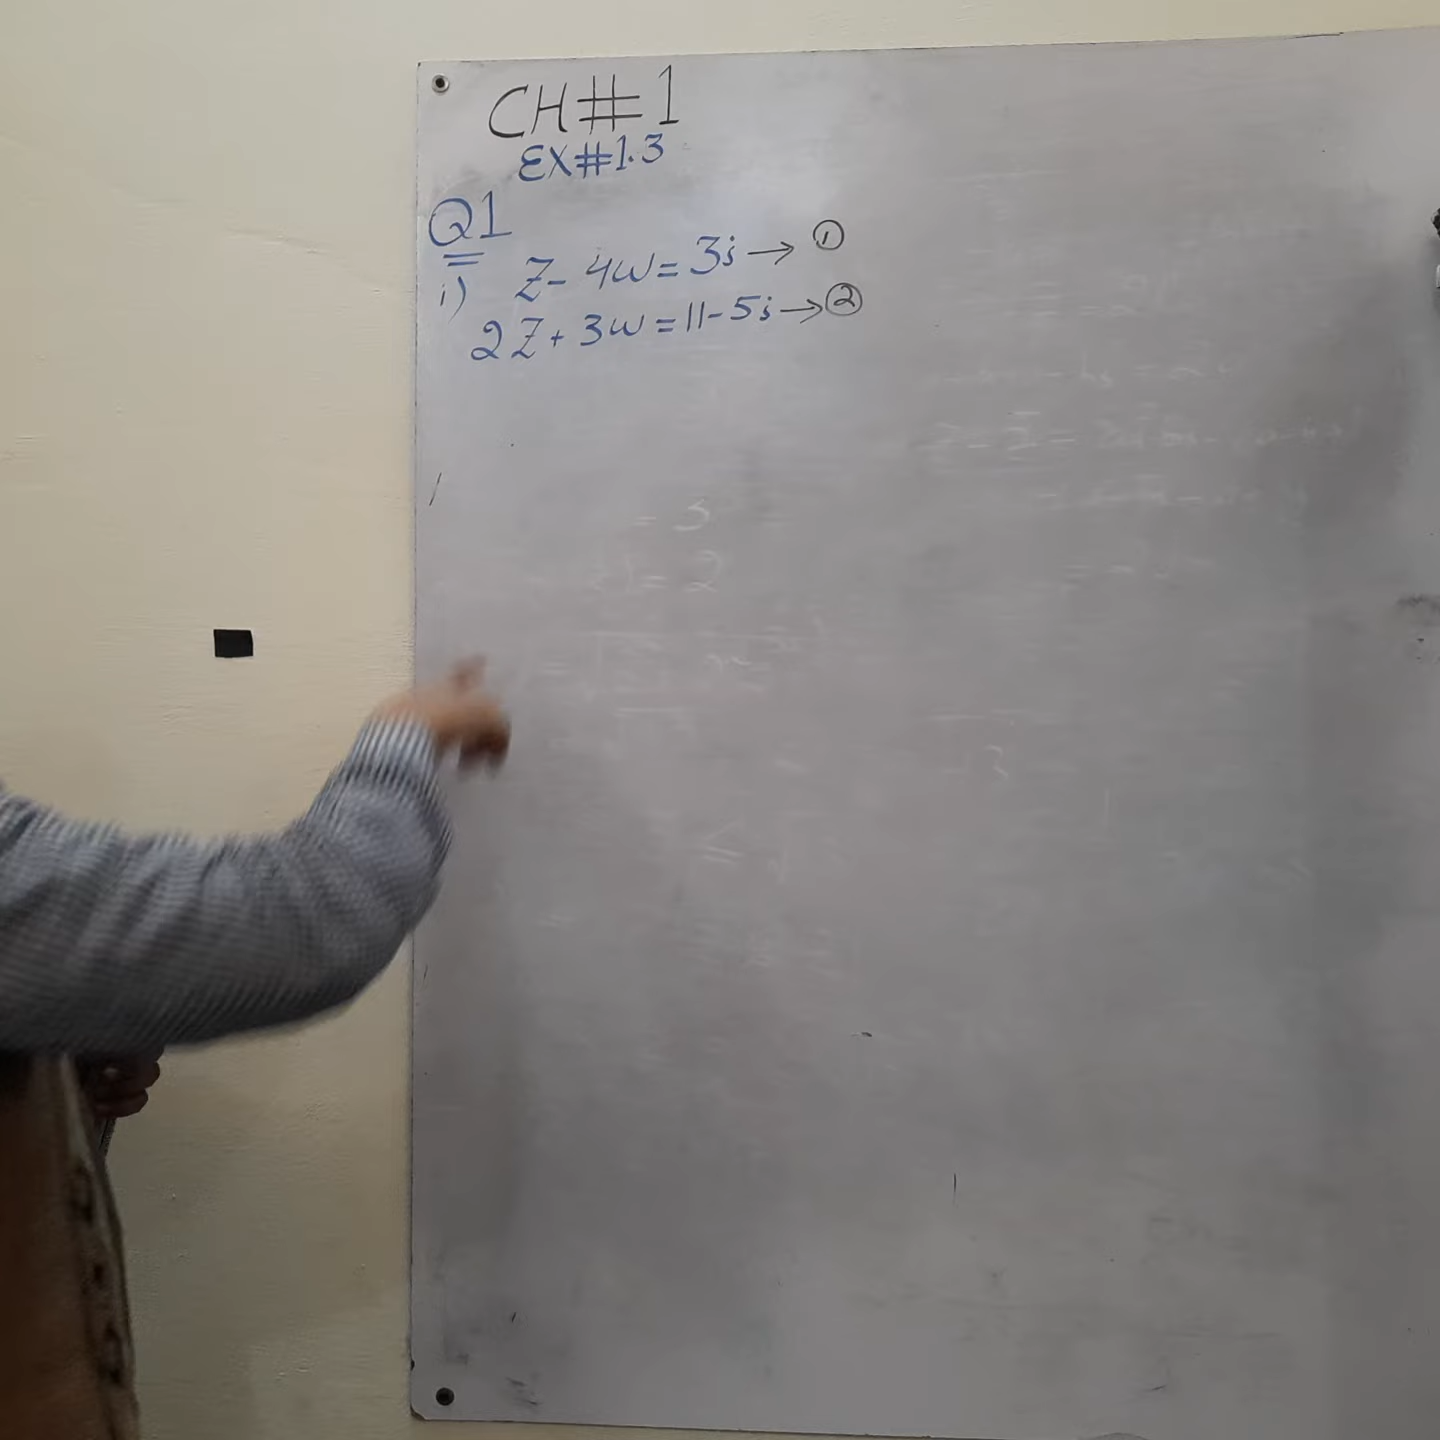 CH#1
EX#1.3
Q1
i) Z-4w=3i→①
2Z+3w=11-5i→②